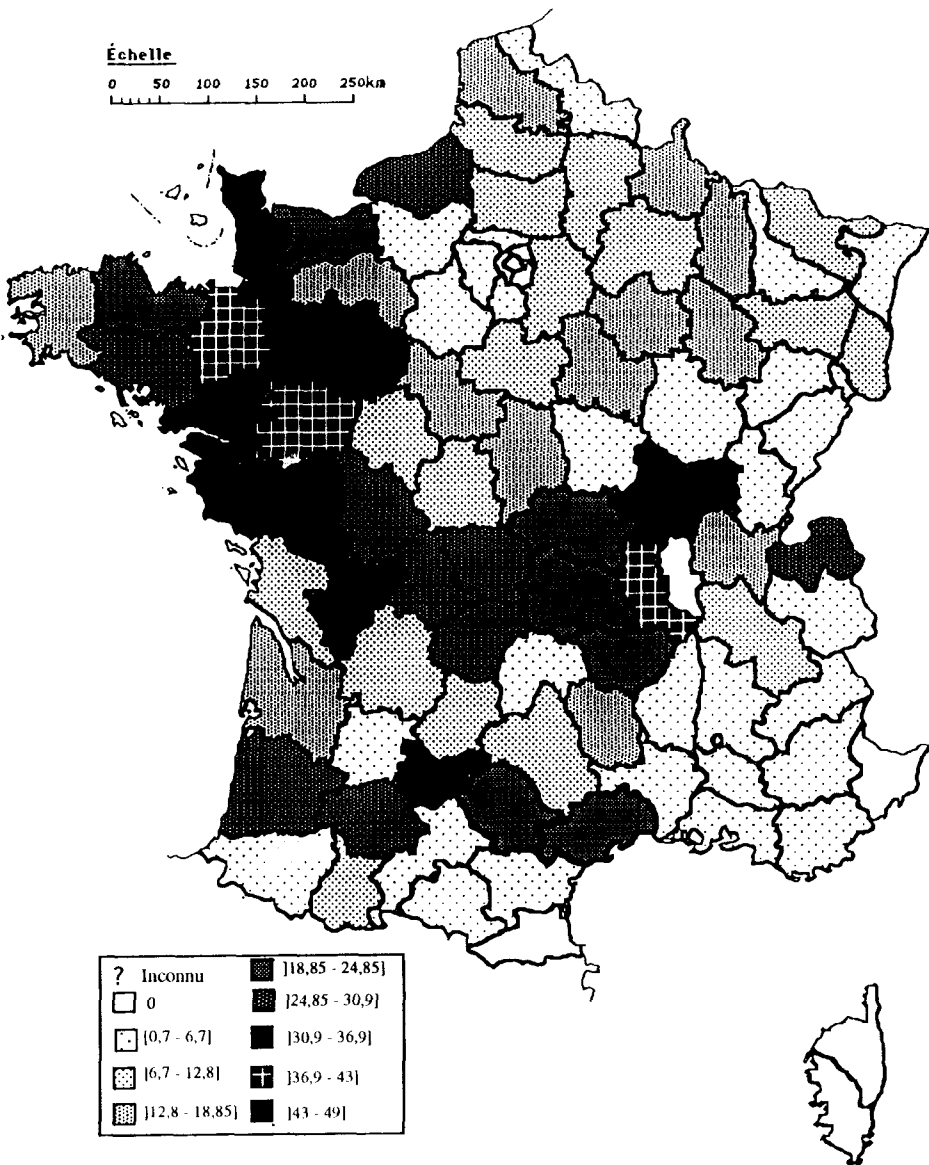 Échelle
0 50 100 150 200 250km
? Inconnu
0
[0,7 - 6,7]
]6,7 - 12,8]
]12,8 - 18,85]
]18,85 - 24,85]
]24,85 - 30,9]
]30,9 - 36,9]
]36,9 - 43]
]43 - 49]